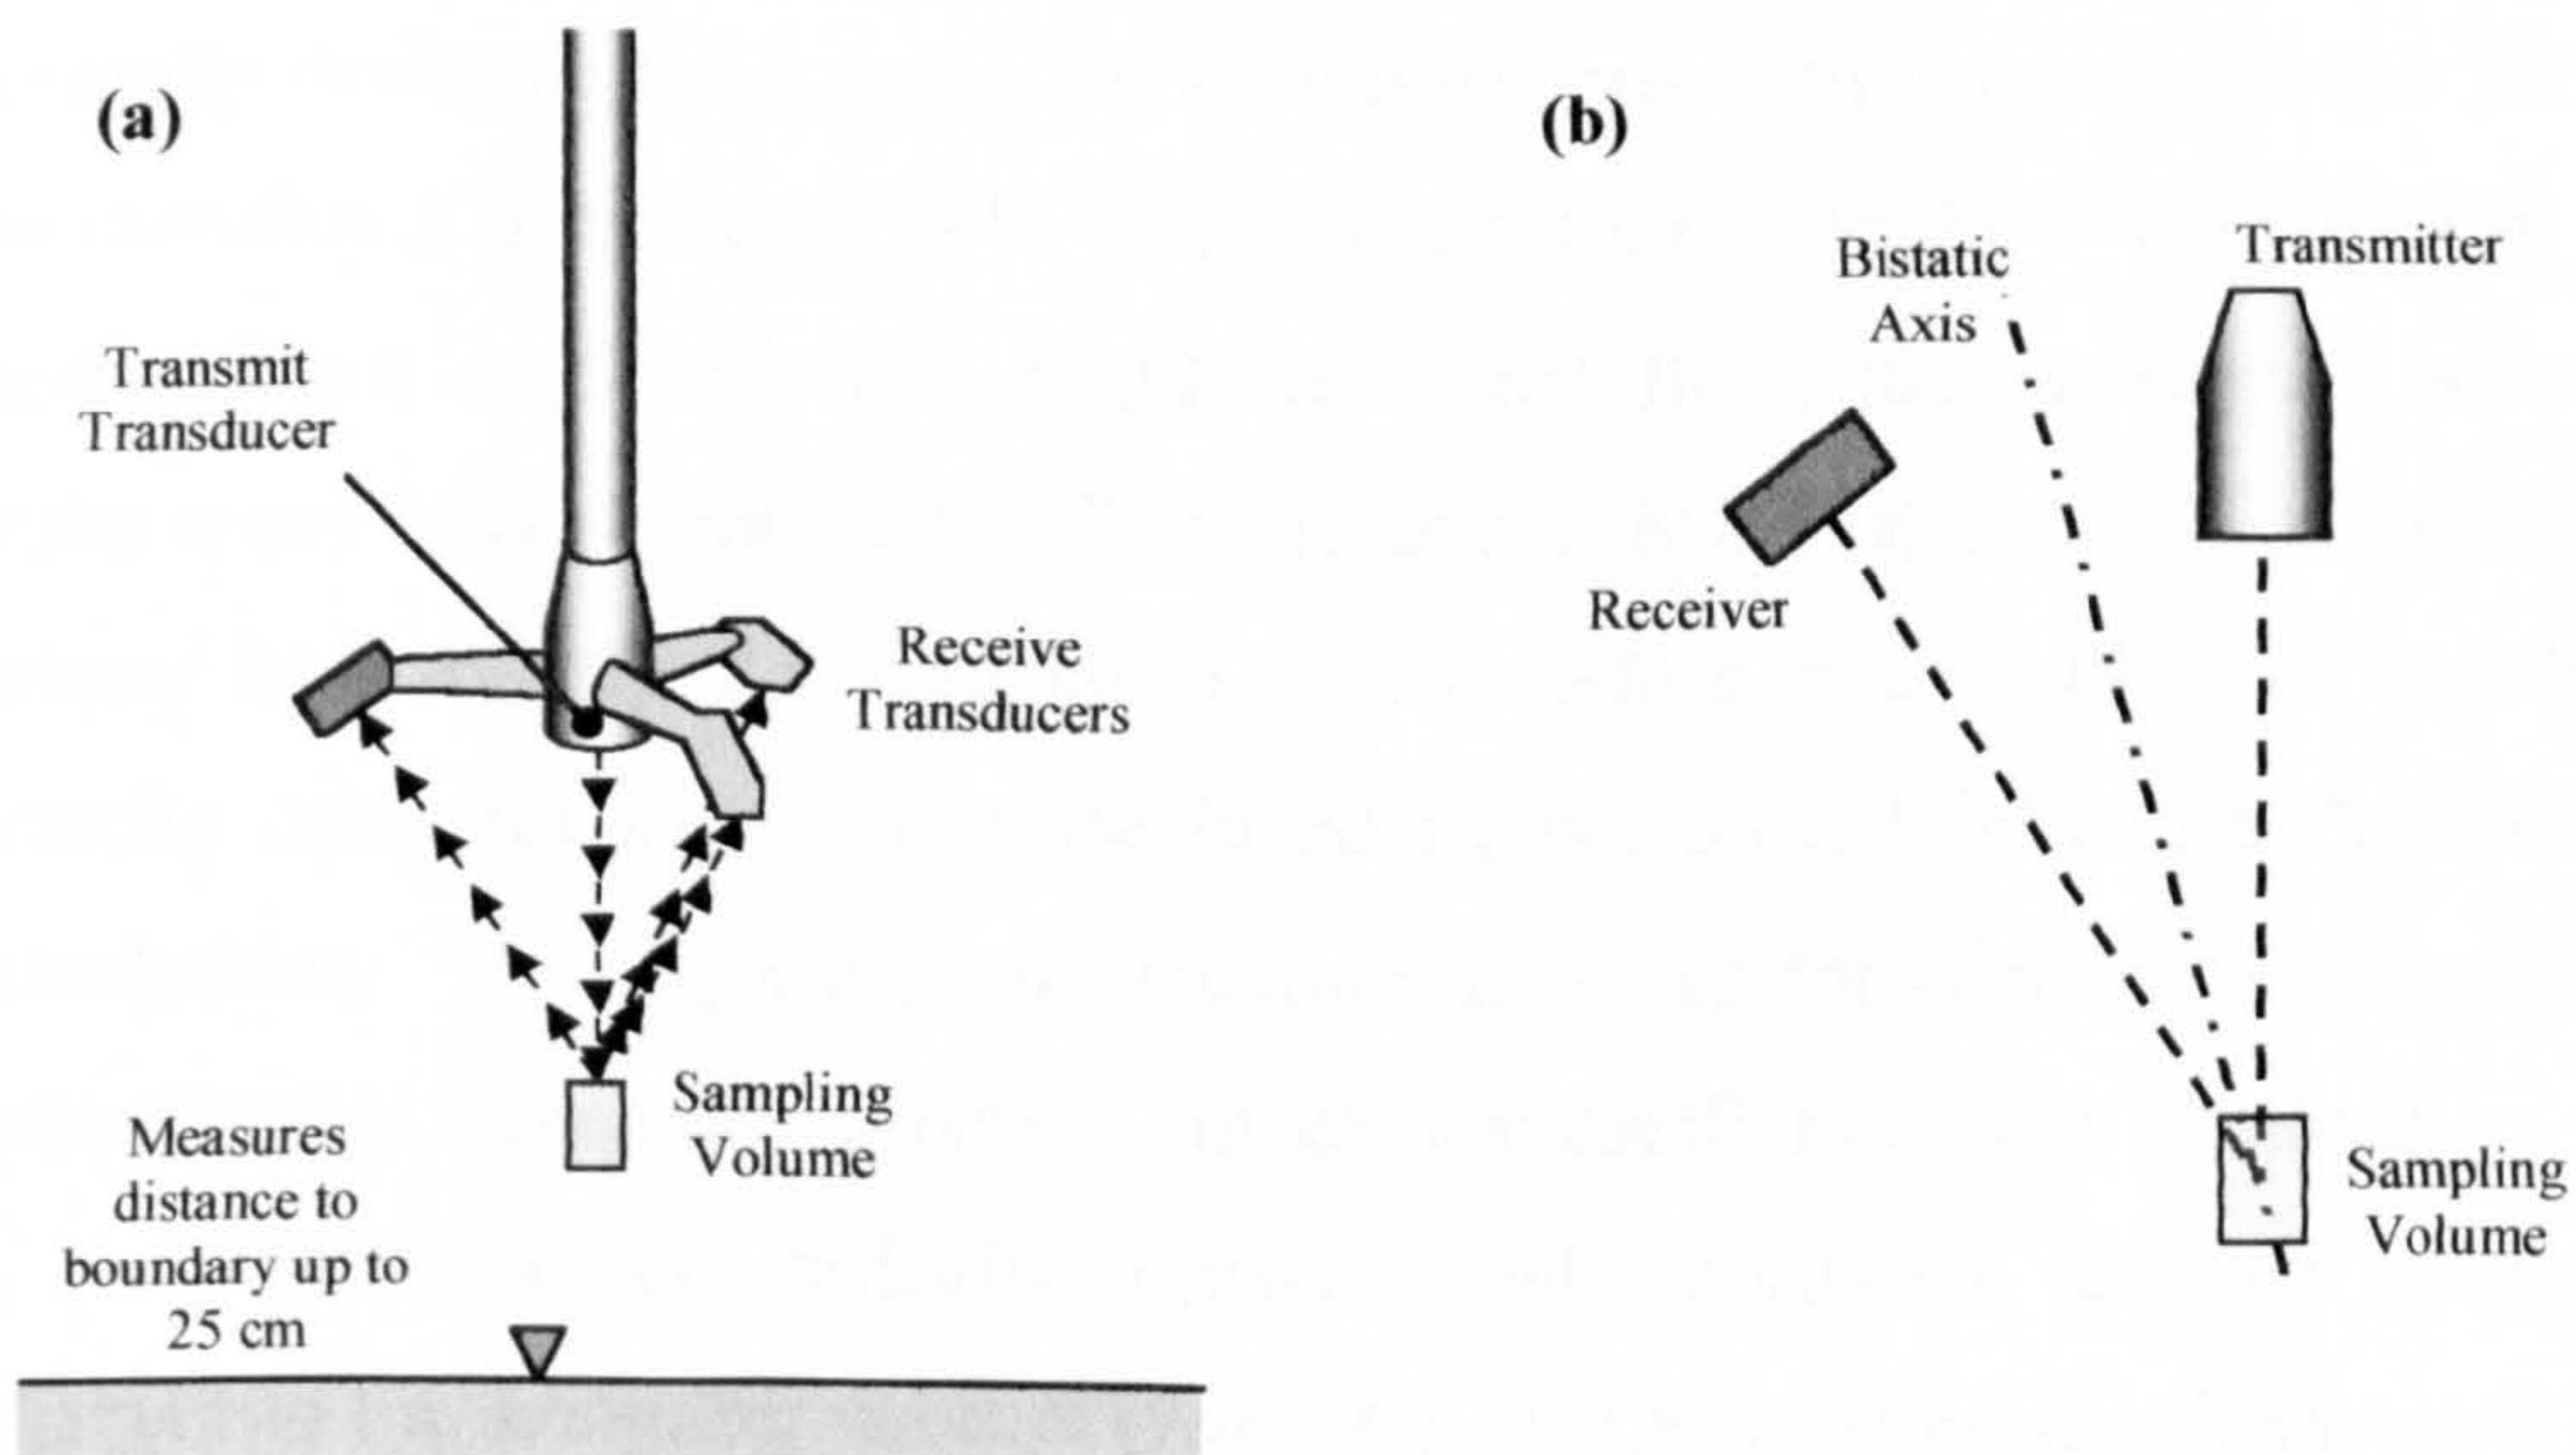 (a)
Transmit
Transducer
Receive
Transducers
Sampling
Volume
Measures
distance to
boundary up to
25 cm
(b)
Bistatic
Axis
Transmitter
Receiver
Sampling
Volume